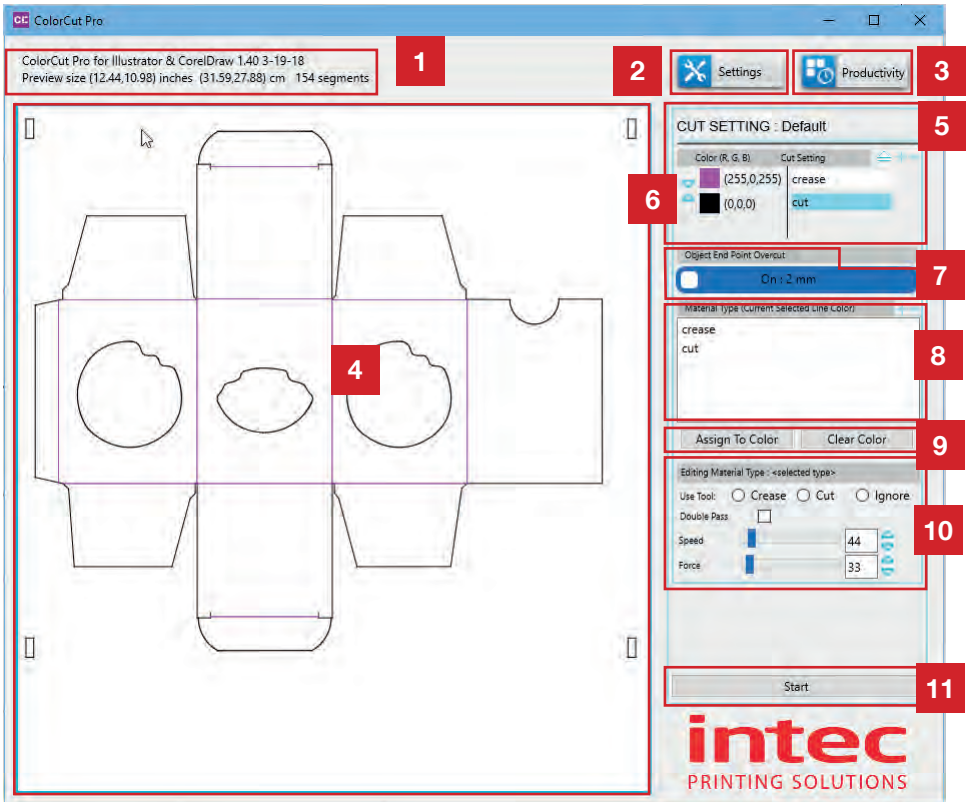 CC ColorCut Pro
ColorCut Pro for Illustrator & CorelDraw 1.40 3-19-18
Preview size (12.44,10.98) inches (31.59,27.88) cm 154 segments
1
2
Settings
Productivity
3
CUT SETTING : Default
5
Color (R, G, B) Cut Setting
(255,0,255) crease
6
(0,0,0) cut
Object End Point Overcut
On : 2 mm
7
Material Type (Current Selected Line Color)
crease
cut
8
4
Assign To Color Clear Color
9
Editing Material Type : <selected type>
Use Tool: Crease Cut Ignore
Double Pass
Speed 44
Force 33
10
Start
11
intec
PRINTING SOLUTIONS